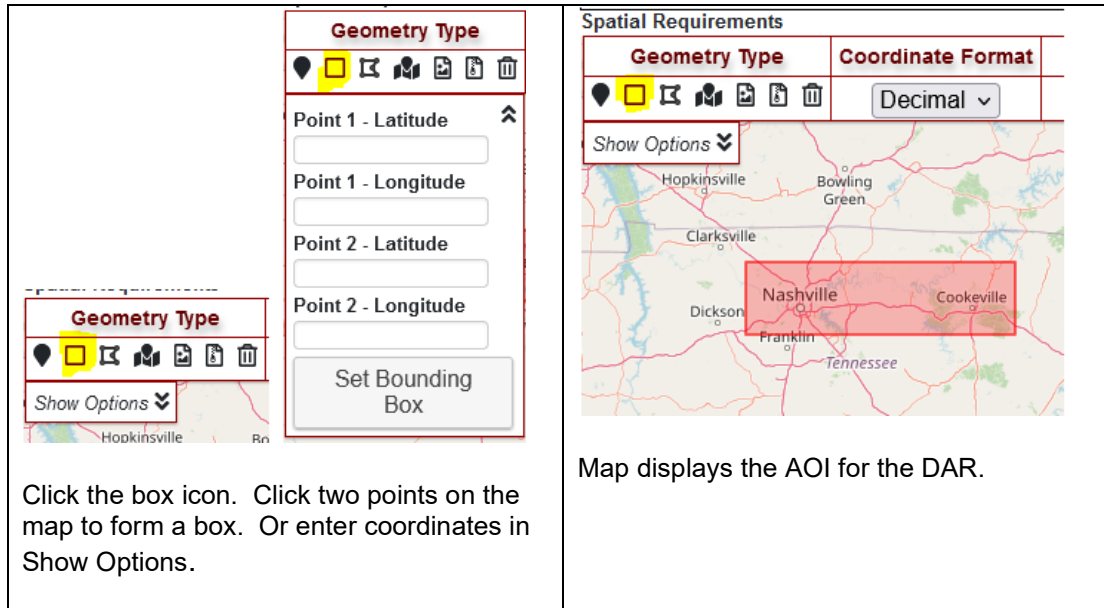 Geometry Type
Show Options
Hopkinsville
Geometry Type
Point 1 - Latitude
Point 1 - Longitude
Point 2 - Latitude
Point 2 - Longitude
Set Bounding
Box
Click the box icon.  Click two points on the
map to form a box.  Or enter coordinates in
Show Options.
Spatial Requirements
Geometry Type
Coordinate Format
Decimal
Show Options
Hopkinsville
Bowling
Green
Clarksville
Nashville
Cookeville
Dickson
Franklin
Tennessee
Map displays the AOI for the DAR.